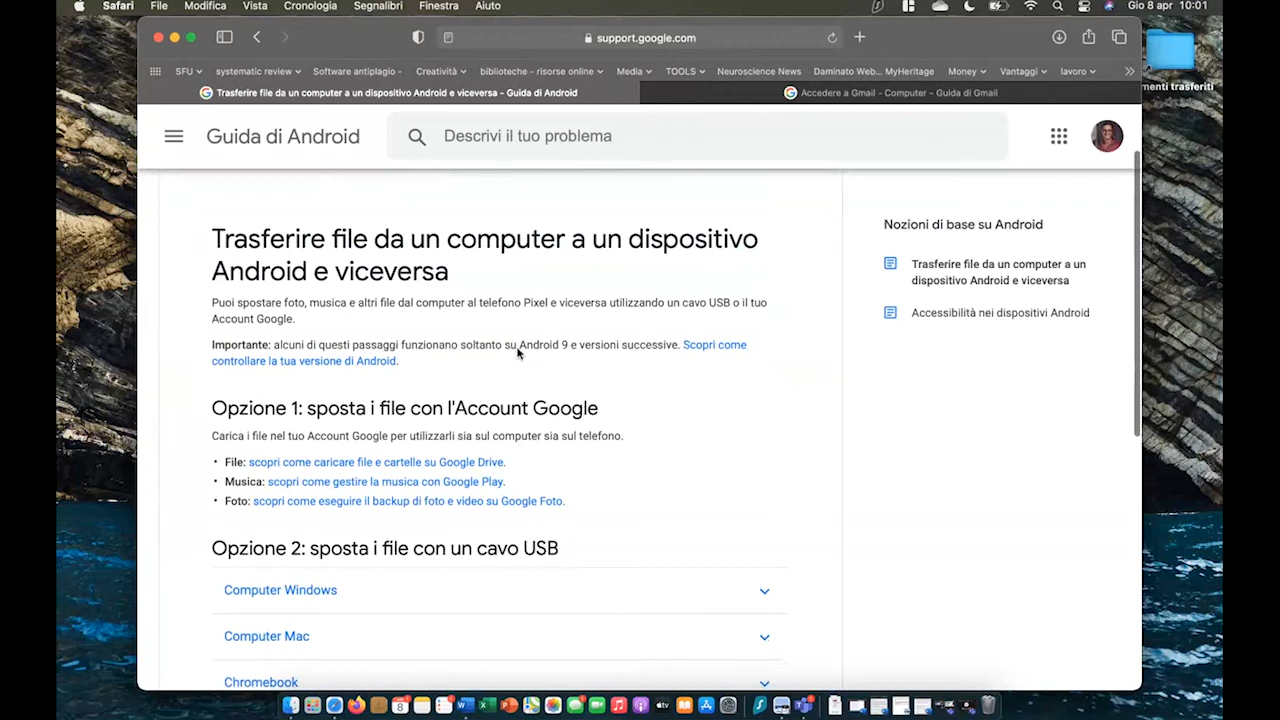 Safari File Modifica Vista Cronologia Segnalibri Finestra Aiuto Gio 8 apr 10:01
support.google.com
SFU systematic review Software antiplagio - Creatività biblioteche - risorse online Media TOOLS Neuroscience News Daminato Web... MyHeritage Money Vantaggi lavoro
menti trasferiti
Trasferire file da un computer a un dispositivo Android e viceversa - Guida di Android
Accedere a Gmail - Computer - Guida di Gmail
Guida di Android
Descrivi il tuo problema
Trasferire file da un computer a un dispositivo
Android e viceversa
Puoi spostare foto, musica e altri file dal computer al telefono Pixel e viceversa utilizzando un cavo USB o il tuo
Account Google.
Importante: alcuni di questi passaggi funzionano soltanto su Android 9 e versioni successive. Scopri come
controllare la tua versione di Android.
Opzione 1: sposta i file con l'Account Google
Carica i file nel tuo Account Google per utilizzarli sia sul computer sia sul telefono.
• File: scopri come caricare file e cartelle su Google Drive.
• Musica: scopri come gestire la musica con Google Play.
• Foto: scopri come eseguire il backup di foto e video su Google Foto.
Opzione 2: sposta i file con un cavo USB
Computer Windows
Computer Mac
Chromebook
Nozioni di base su Android
Trasferire file da un computer a un
dispositivo Android e viceversa
Accessibilità nei dispositivi Android